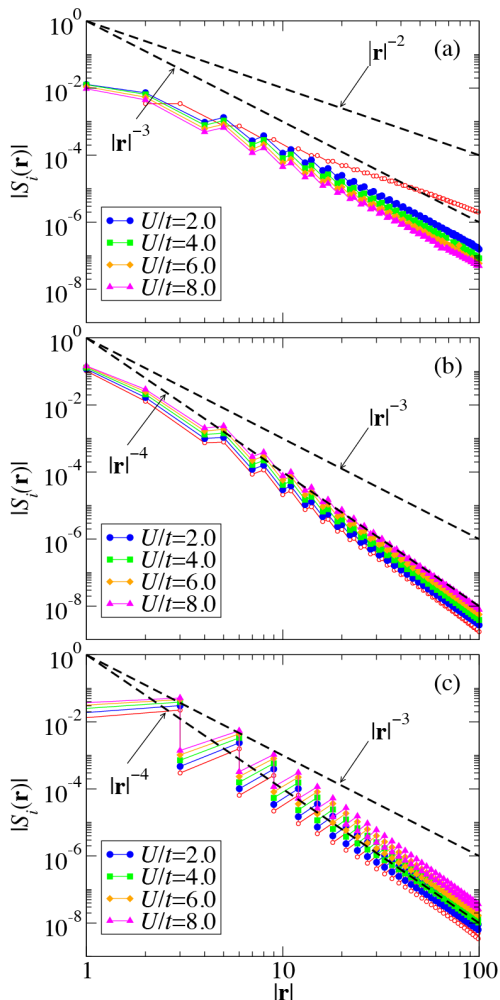 (a)
10^0
10^-2
10^-4
10^-6
10^-8
|S_i(r)|
|r|^-2
|r|^-3
U/t=2.0
U/t=4.0
U/t=6.0
U/t=8.0
(b)
10^0
10^-2
10^-4
10^-6
10^-8
|S_i(r)|
|r|^-3
|r|^-4
U/t=2.0
U/t=4.0
U/t=6.0
U/t=8.0
(c)
10^0
10^-2
10^-4
10^-6
10^-8
|S_i(r)|
|r|^-3
|r|^-4
U/t=2.0
U/t=4.0
U/t=6.0
U/t=8.0
1 10 100
|r|